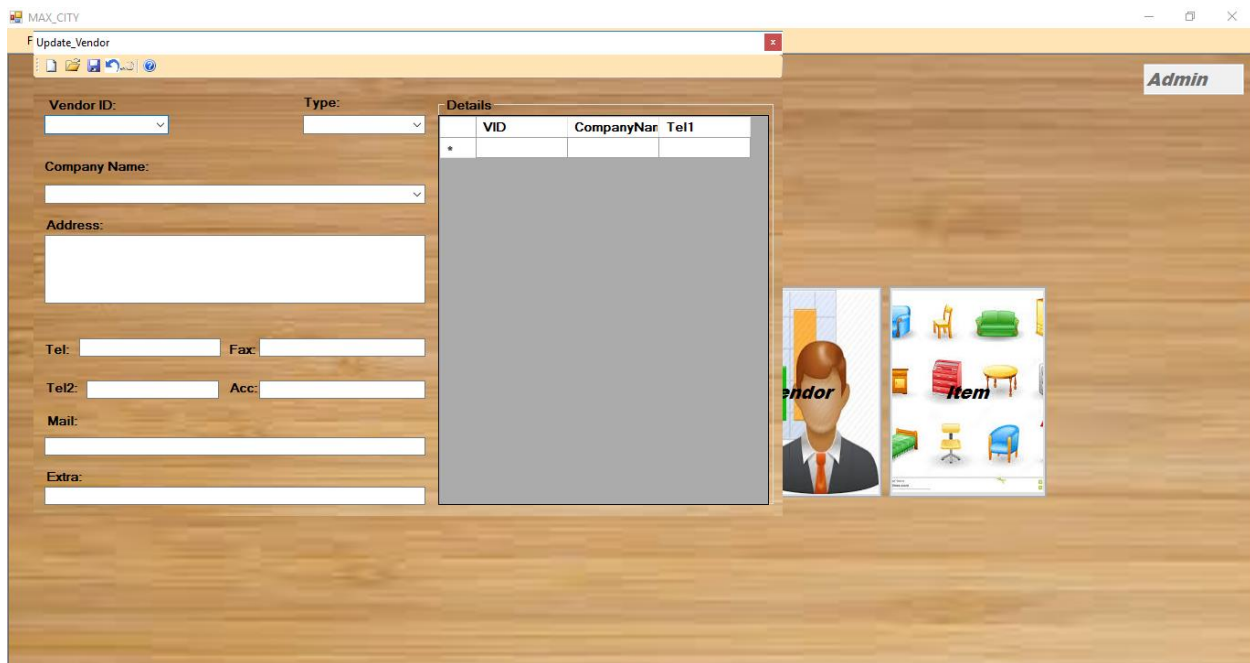 MAX_CITY
F
Update_Vendor
Admin
Vendor ID:
Type:
Details
VID CompanyNar Tel1
*
Company Name:
Address:
Tel:
Fax:
Tel2:
Acc:
Mail:
Extra:
endor
Item